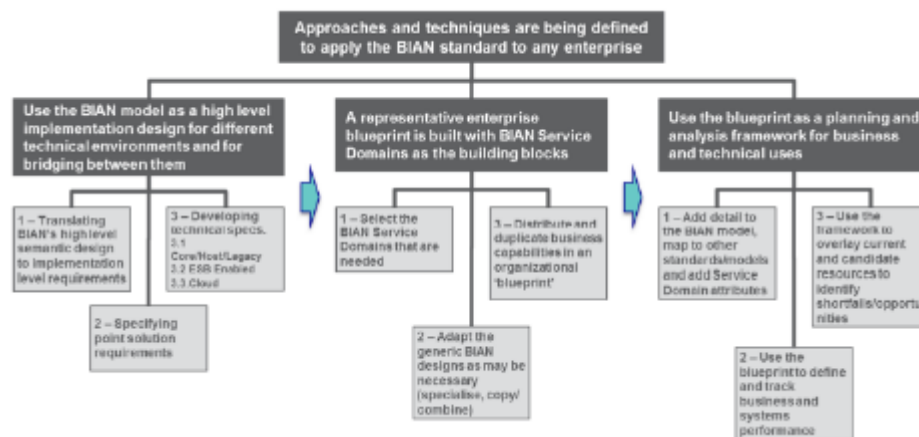 Approaches and techniques are being defined
to apply the BIAN standard to any enterprise
Use the BIAN model as a high level
implementation design for different
technical environments and for
bridging between them
1 – Translating
BIAN's high level
semantic design
to implementation
level requirements
3 – Developing
technical specs.
3.1
Core/Host/Legacy
3.2 ESB Enabled
3.3 Cloud
2 – Specifying
point solution
requirements
A representative enterprise
blueprint is built with BIAN Service
Domains as the building blocks
1 – Select the
BIAN Service
Domains that are
needed
3 – Distribute and
duplicate business
capabilities in an
organizational
'blueprint'
2 – Adapt the
generic BIAN
designs as may be
necessary
(specialise, copy/
combine)
Use the blueprint as a planning and
analysis framework for business
and technical uses
1 – Add detail to
the BIAN model,
map to other
standards/models
and add Service
Domain attributes
3 – Use the
framework to
overlay current
and candidate
resources to
identify
shortfalls/opportu
nities
2 – Use the
blueprint to define
and track
business and
systems
performance